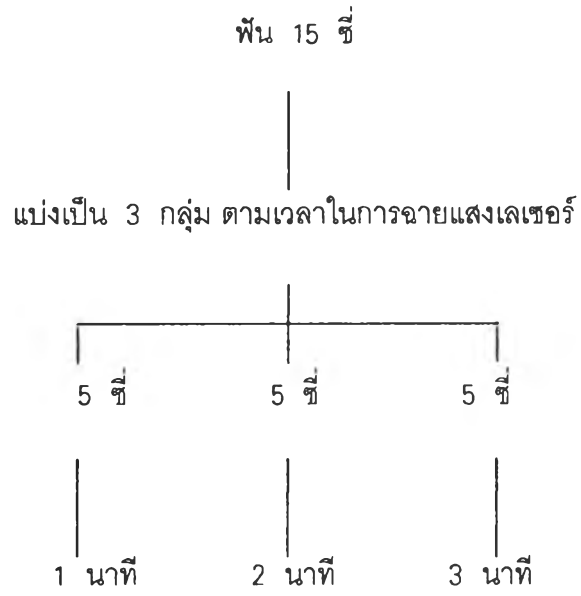 ฟัน 15 ซี่
แบ่งเป็น 3 กลุ่ม ตามเวลาในการฉายแสงเลเซอร์
5 ซี่ 5 ซี่ 5 ซี่
1 นาที 2 นาที 3 นาที